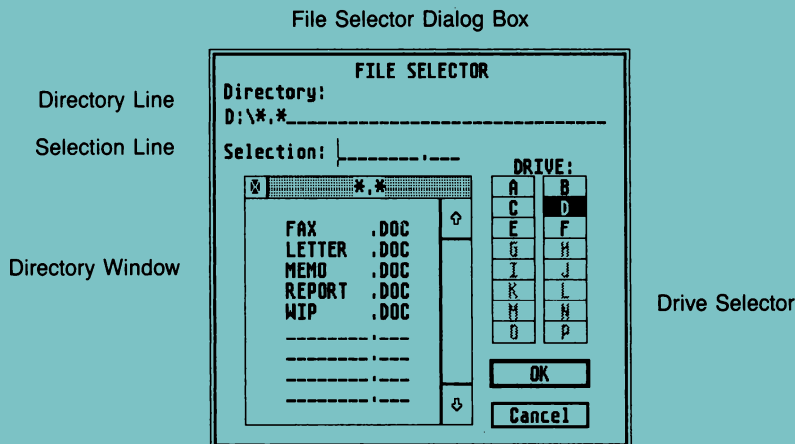 File Selector Dialog Box
FILE SELECTOR
Directory Line
Directory:
D:\*.*
Selection Line
Selection:
DRIVE:
*.*
A B
C D
E F
G H
I J
K L
M N
O P
Directory Window
FAX .DOC
LETTER .DOC
MEMO .DOC
REPORT .DOC
WIP .DOC
Drive Selector
OK
Cancel